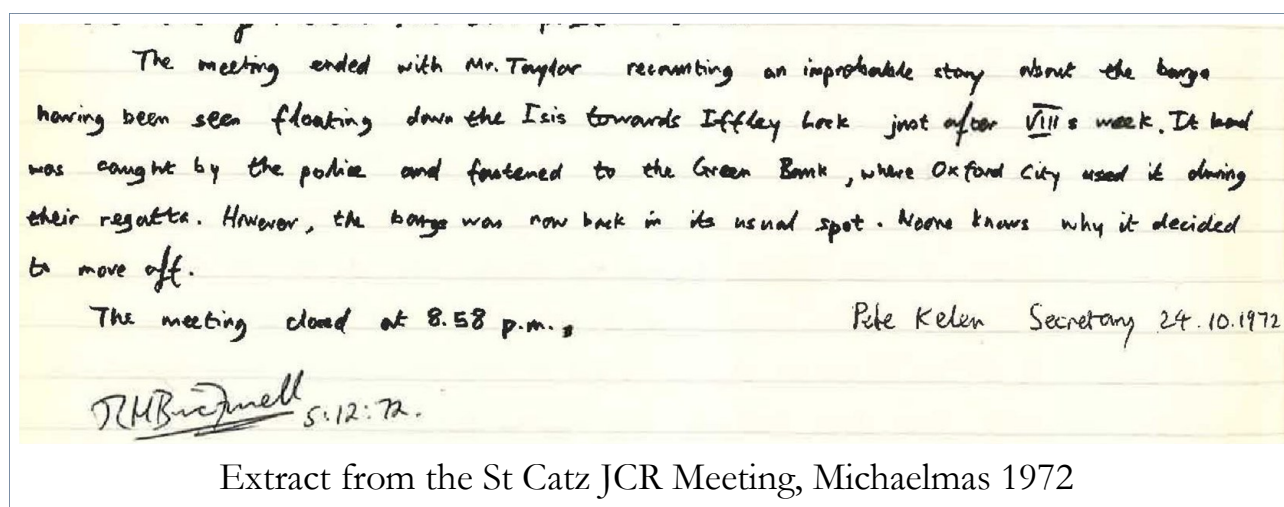 The meeting ended with Mr. Taylor recounting an improbable story about the barge
having been seen floating down the Isis towards Iffley Lock just after VIIIs week. It had
was caught by the police and fastened to the Green Bank, where Oxford City used it during
their regatta. However, the barge was now back in its usual spot. Noone knows why it decided
to move off.
The meeting closed at 8.58 p.m.
Pete Kelen Secretary 24.10.1972
5:12:72.
Extract from the St Catz JCR Meeting, Michaelmas 1972